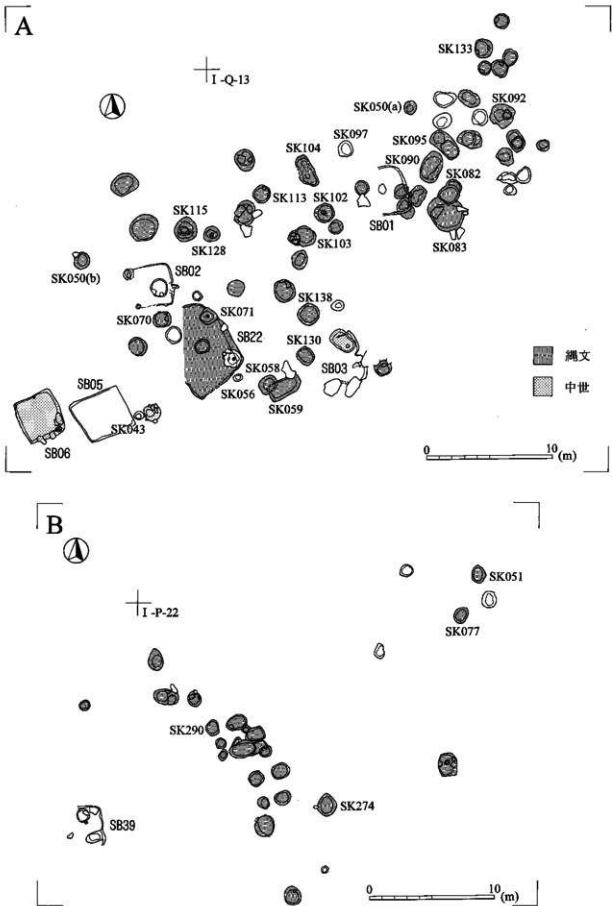 A
I-Q-13
SK133
SK050(a)
SK092
SK097
SK095
SK104
SK090
SK082
SK113
SK102
SB01
SK115
SK083
SK128
SK103
SK050(b)
SB02
SK138
SK070
SK071
SB22
SK130
縄文
SK058
SB03
中世
SB05
SK056
SK059
SK043
SB06
0 10 (m)
B
I-P-22
SK051
SK077
SK290
SK274
SB39
0 10 (m)